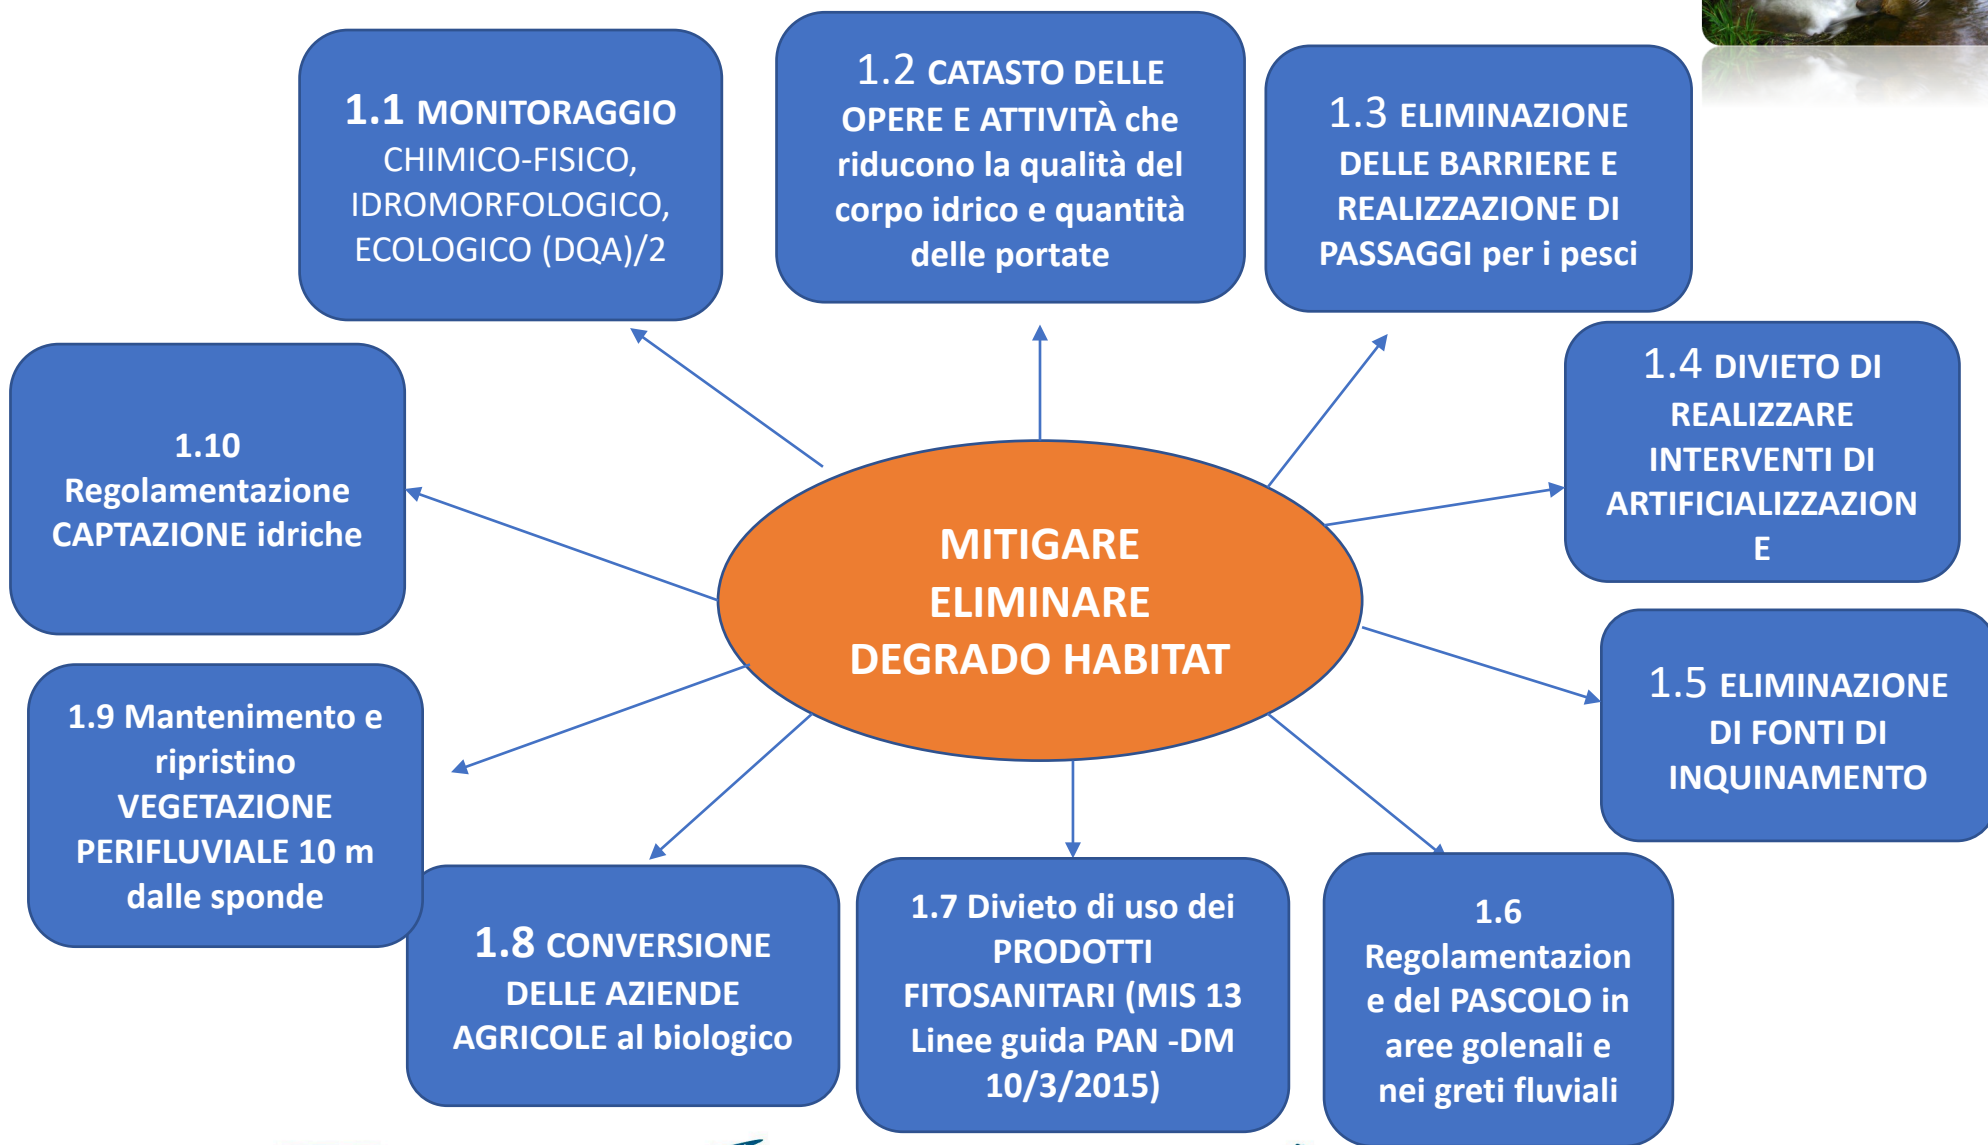 1.1 MONITORAGGIO
CHIMICO-FISICO,
IDROMORFOLOGICO,
ECOLOGICO (DQA)/2
1.2 CATASTO DELLE
OPERE E ATTIVITÀ che
riducono la qualità del
corpo idrico e quantità
delle portate
1.3 ELIMINAZIONE
DELLE BARRIERE E
REALIZZAZIONE DI
PASSAGGI per i pesci
1.4 DIVIETO DI
REALIZZARE
INTERVENTI DI
ARTIFICIALIZZAZION
E
1.10
Regolamentazione
CAPTAZIONE idriche
MITIGARE
ELIMINARE
DEGRADO HABITAT
1.5 ELIMINAZIONE
DI FONTI DI
INQUINAMENTO
1.9 Mantenimento e
ripristino
VEGETAZIONE
PERIFLUVIALE 10 m
dalle sponde
1.8 CONVERSIONE
DELLE AZIENDE
AGRICOLE al biologico
1.7 Divieto di uso dei
PRODOTTI
FITOSANITARI (MIS 13
Linee guida PAN -DM
10/3/2015)
1.6
Regolamentazion
e del PASCOLO in
aree golenali e
nei greti fluviali